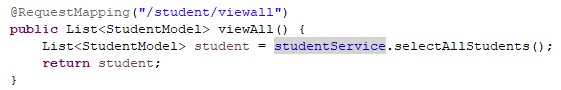 @RequestMapping("/student/viewall")
public List<StudentModel> viewAll() {
    List<StudentModel> student = studentService.selectAllStudents();
    return student;
}